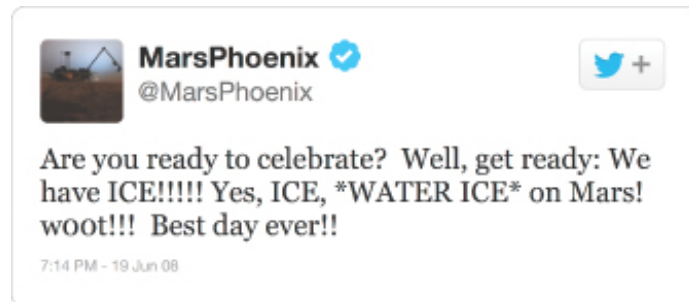 MarsPhoenix
@MarsPhoenix
+
Are you ready to celebrate?  Well, get ready: We
have ICE!!!!! Yes, ICE, *WATER ICE* on Mars!
w00t!!!  Best day ever!!
7:14 PM - 19 Jun 08